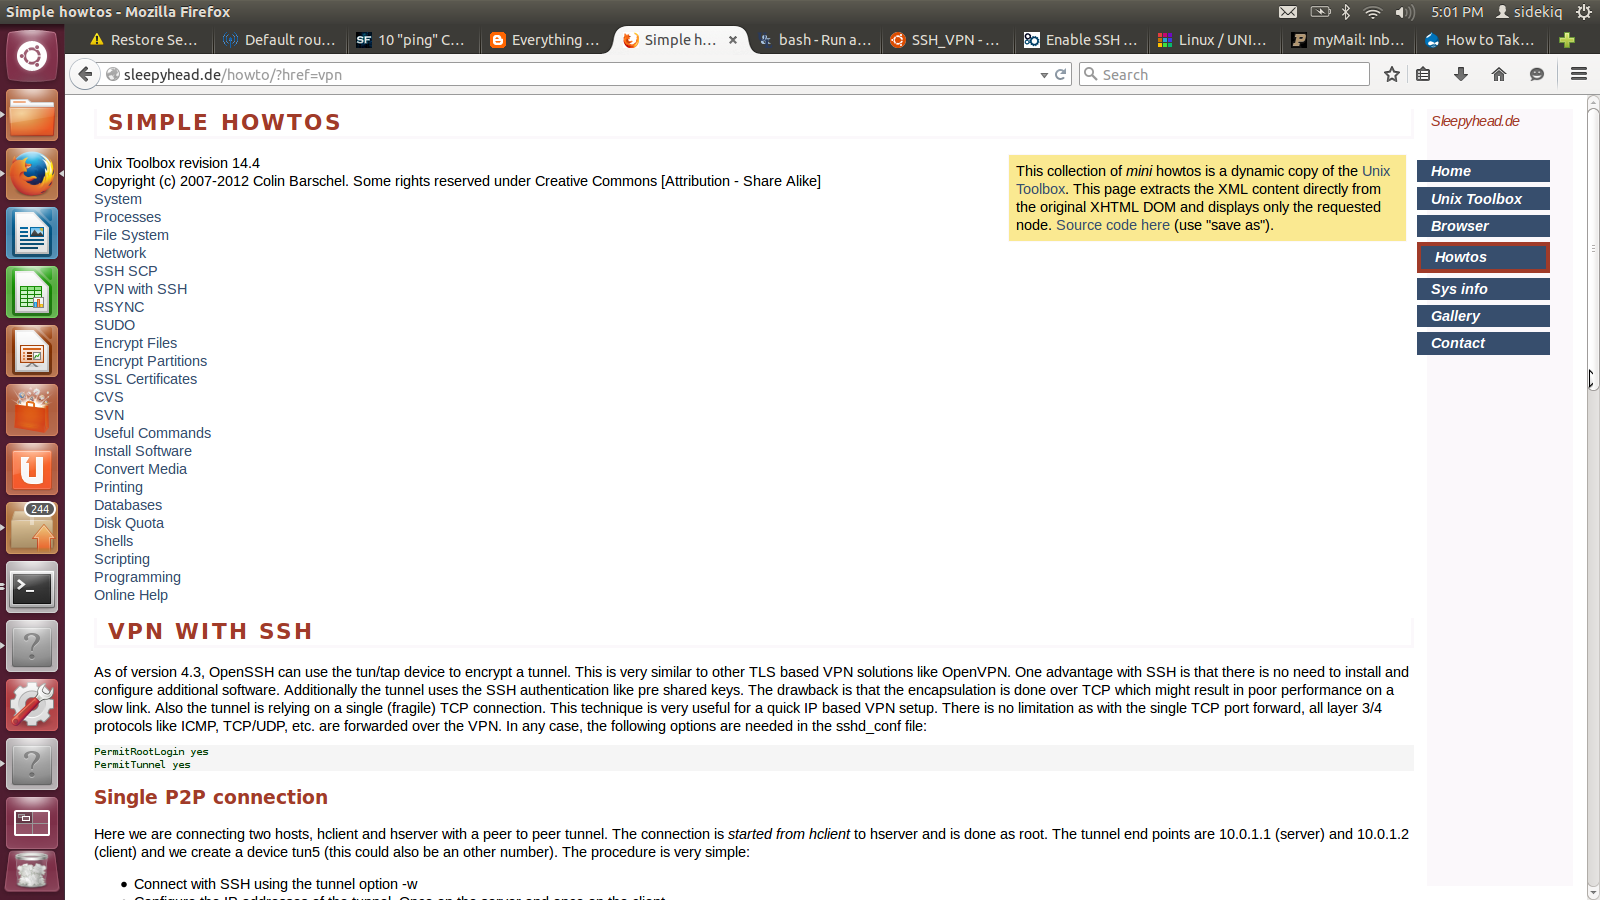 Simple howtos - Mozilla Firefox
5:01 PM sidekiq
Restore Se...
Default rou...
SF 10 "ping" C...
Everything ...
Simple h...
bash - Run a...
SSH_VPN - ...
Enable SSH ...
Linux / UNI...
myMail: Inb...
How to Tak...
sleepyhead.de/howto/?href=vpn
Search
SIMPLE HOWTOS
Unix Toolbox revision 14.4
Copyright (c) 2007-2012 Colin Barschel. Some rights reserved under Creative Commons [Attribution - Share Alike]
System
Processes
File System
Network
SSH SCP
VPN with SSH
RSYNC
SUDO
Encrypt Files
Encrypt Partitions
SSL Certificates
CVS
SVN
Useful Commands
Install Software
Convert Media
Printing
Databases
Disk Quota
Shells
Scripting
Programming
Online Help
This collection of mini howtos is a dynamic copy of the Unix
Toolbox. This page extracts the XML content directly from
the original XHTML DOM and displays only the requested
node. Source code here (use "save as").
Sleepyhead.de
Home
Unix Toolbox
Browser
Howtos
Sys info
Gallery
Contact
244
VPN WITH SSH
As of version 4.3, OpenSSH can use the tun/tap device to encrypt a tunnel. This is very similar to other TLS based VPN solutions like OpenVPN. One advantage with SSH is that there is no need to install and
configure additional software. Additionally the tunnel uses the SSH authentication like pre shared keys. The drawback is that the encapsulation is done over TCP which might result in poor performance on a
slow link. Also the tunnel is relying on a single (fragile) TCP connection. This technique is very useful for a quick IP based VPN setup. There is no limitation as with the single TCP port forward, all layer 3/4
protocols like ICMP, TCP/UDP, etc. are forwarded over the VPN. In any case, the following options are needed in the sshd_conf file:
PermitRootLogin yes
PermitTunnel yes
Single P2P connection
Here we are connecting two hosts, hclient and hserver with a peer to peer tunnel. The connection is started from hclient to hserver and is done as root. The tunnel end points are 10.0.1.1 (server) and 10.0.1.2
(client) and we create a device tun5 (this could also be an other number). The procedure is very simple:
• Connect with SSH using the tunnel option -w
• Configure the IP addresses of the tunnel. Once on the server and once on the client.